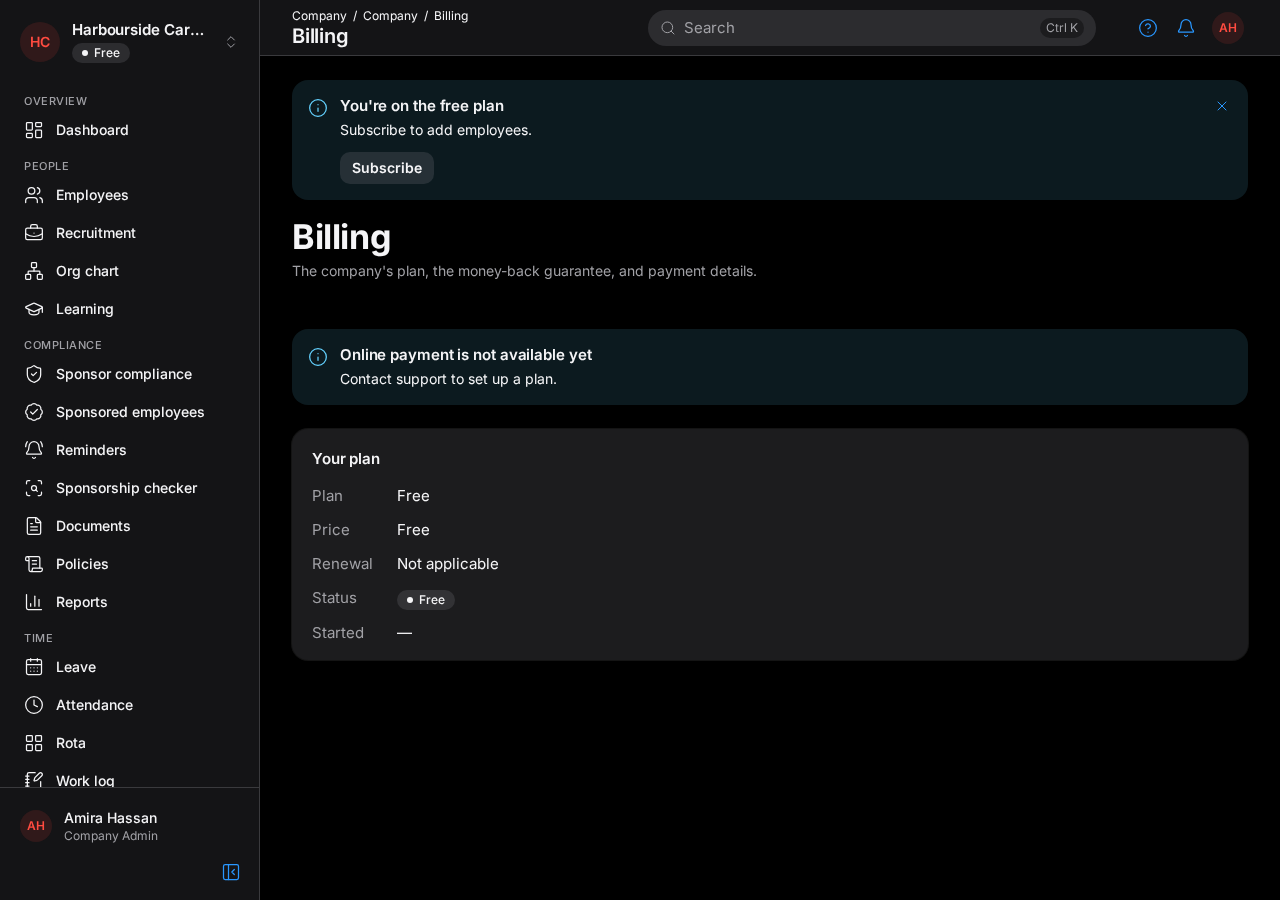 HC
Harbourside Car...
Free
OVERVIEW
Dashboard
PEOPLE
Employees
Recruitment
Org chart
Learning
COMPLIANCE
Sponsor compliance
Sponsored employees
Reminders
Sponsorship checker
Documents
Policies
Reports
TIME
Leave
Attendance
Rota
Work log
AH
Amira Hassan
Company Admin
Company / Company / Billing
Billing
Search
Ctrl K
AH
You're on the free plan
Subscribe to add employees.
Subscribe
Billing
The company's plan, the money-back guarantee, and payment details.
Online payment is not available yet
Contact support to set up a plan.
Your plan
Plan Free
Price Free
Renewal Not applicable
Status Free
Started —